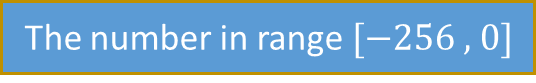 The number in range [−256 , 0]